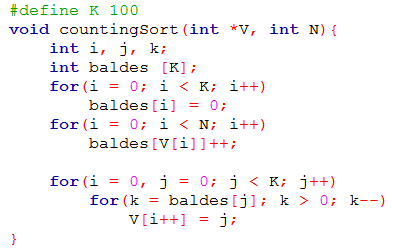 #define K 100
void countingSort(int *V, int N){
    int i, j, k;
    int baldes [K];
    for(i = 0; i < K; i++)
        baldes[i] = 0;
    for(i = 0; i < N; i++)
        baldes[V[i]]++;
    for(i = 0, j = 0; j < K; j++)
        for(k = baldes[j]; k > 0; k--)
            V[i++] = j;
}